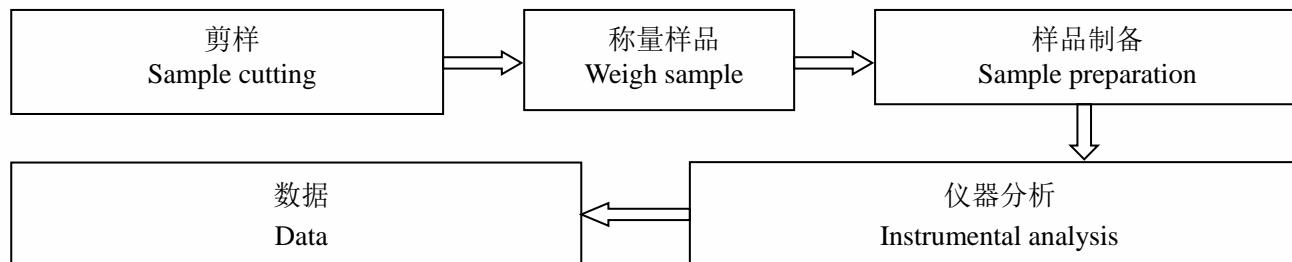 剪样
Sample cutting
称量样品
Weigh sample
样品制备
Sample preparation
数据
Data
仪器分析
Instrumental analysis